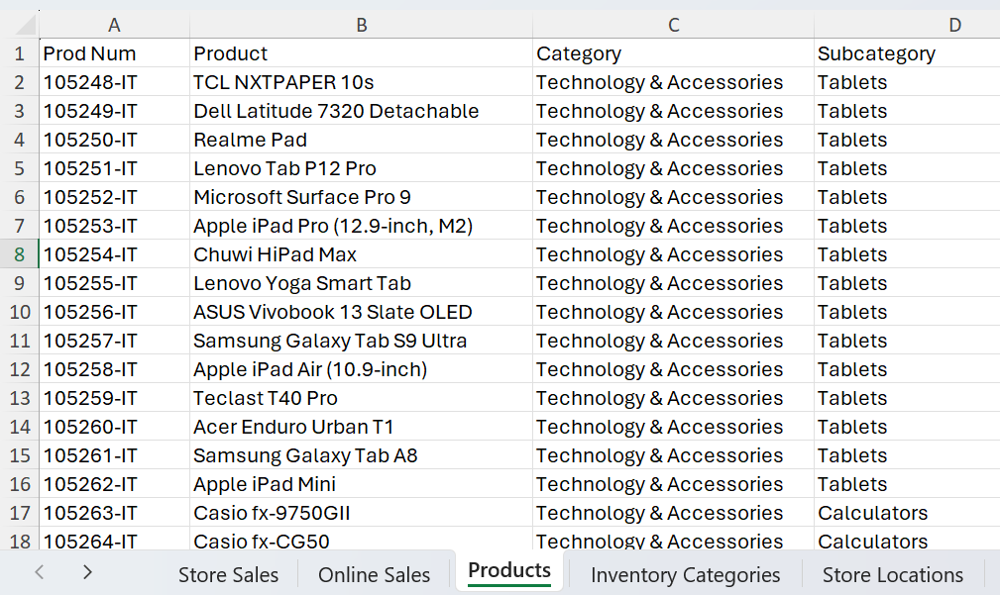 A B C D
1 Prod Num Product Category Subcategory
2 105248-IT TCL NXTPAPER 10s Technology & Accessories Tablets
3 105249-IT Dell Latitude 7320 Detachable Technology & Accessories Tablets
4 105250-IT Realme Pad Technology & Accessories Tablets
5 105251-IT Lenovo Tab P12 Pro Technology & Accessories Tablets
6 105252-IT Microsoft Surface Pro 9 Technology & Accessories Tablets
7 105253-IT Apple iPad Pro (12.9-inch, M2) Technology & Accessories Tablets
8 105254-IT Chuwi HiPad Max Technology & Accessories Tablets
9 105255-IT Lenovo Yoga Smart Tab Technology & Accessories Tablets
10 105256-IT ASUS Vivobook 13 Slate OLED Technology & Accessories Tablets
11 105257-IT Samsung Galaxy Tab S9 Ultra Technology & Accessories Tablets
12 105258-IT Apple iPad Air (10.9-inch) Technology & Accessories Tablets
13 105259-IT Teclast T40 Pro Technology & Accessories Tablets
14 105260-IT Acer Enduro Urban T1 Technology & Accessories Tablets
15 105261-IT Samsung Galaxy Tab A8 Technology & Accessories Tablets
16 105262-IT Apple iPad Mini Technology & Accessories Tablets
17 105263-IT Casio fx-9750GII Technology & Accessories Calculators
18 105264-IT Casio fx-CG50 Technology & Accessories Calculators
Store Sales Online Sales Products Inventory Categories Store Locations